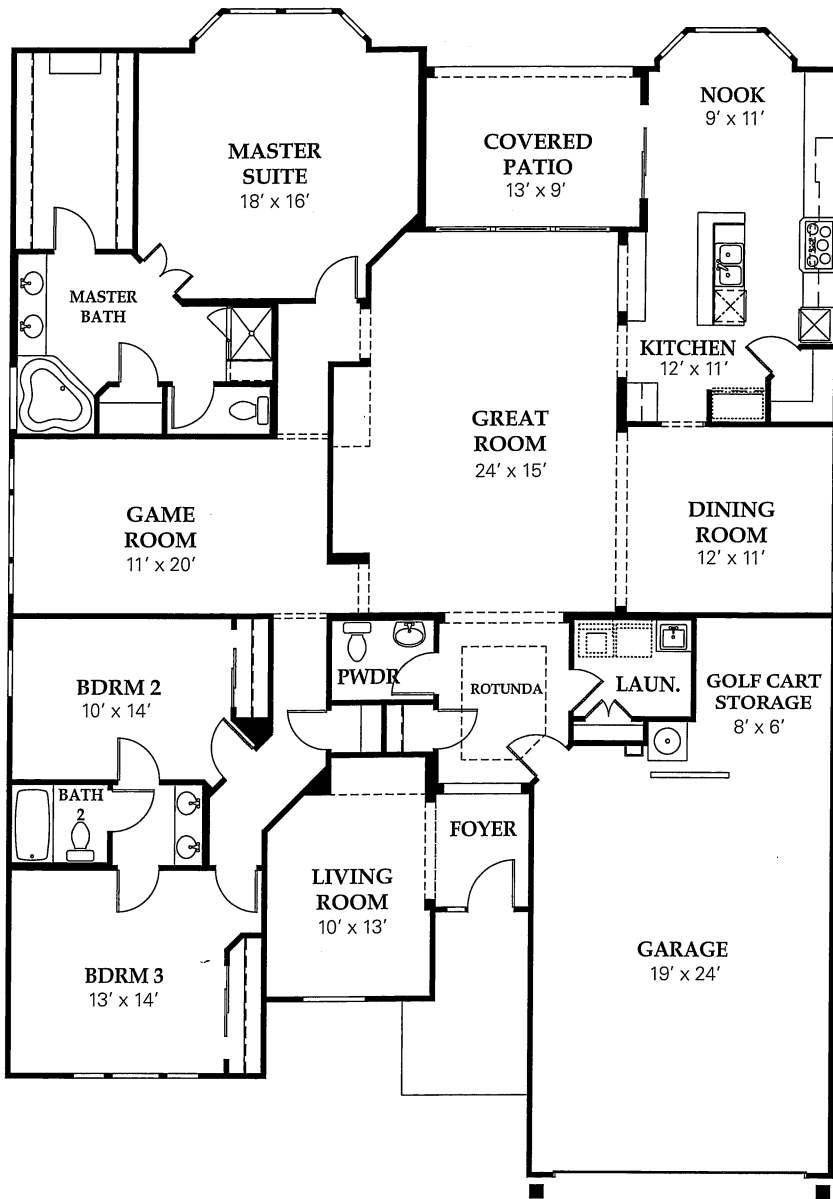 NOOK
9' x 11'
COVERED
PATIO
13' x 9'
MASTER
SUITE
18' x 16'
MASTER
BATH
KITCHEN
12' x 11'
GREAT
ROOM
24' x 15'
GAME
ROOM
11' x 20'
DINING
ROOM
12' x 11'
BDRM 2
10' x 14'
PWDR
ROTUNDA
LAUN.
GOLF CART
STORAGE
8' x 6'
BATH
2
FOYER
LIVING
ROOM
10' x 13'
BDRM 3
13' x 14'
GARAGE
19' x 24'